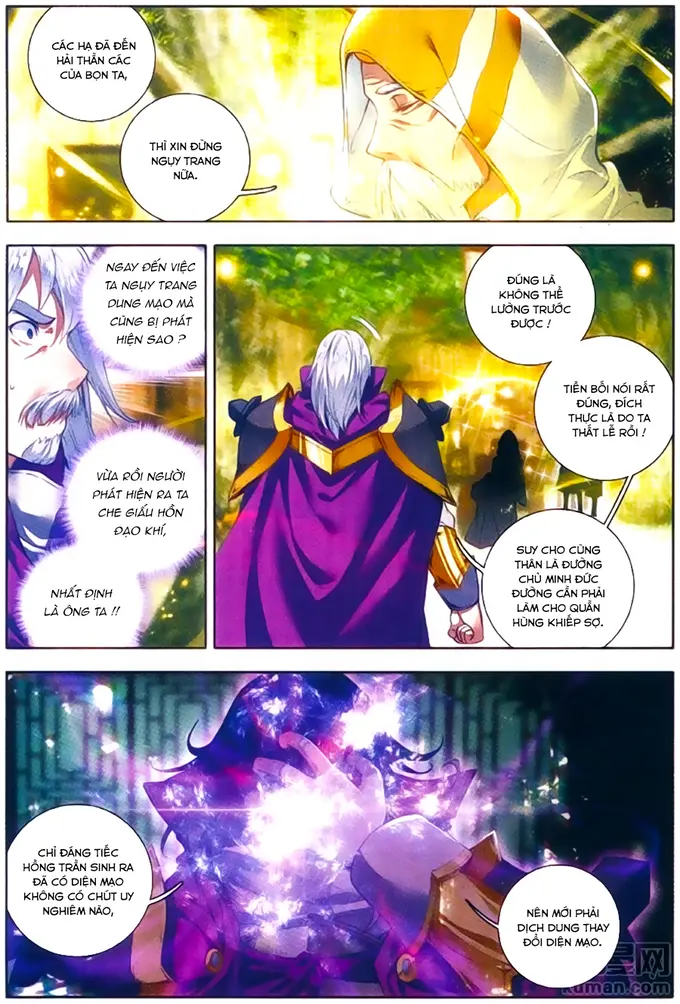 CÁC HẠ ĐÃ ĐẾN
HẢI THẦN CÁC
CỦA BỌN TA,
THÌ XIN ĐỪNG
NGỤY TRANG
NỮA.
NGAY ĐẾN VIỆC
TA NGỤY TRANG
DUNG MẠO MÀ
CŨNG BỊ PHÁT
HIỆN SAO ?
VỪA RỒI NGƯỜI
PHÁT HIỆN RA TA
CHE GIẤU HỒN
ĐẠO KHÍ,
NHẤT ĐỊNH
LÀ ÔNG TA !!
ĐÚNG LÀ
KHÔNG THỂ
LƯỜNG TRƯỚC
ĐƯỢC !
TIỀN BỐI NÓI RẤT
ĐÚNG, ĐÍCH
THỰC LÀ DO TA
THẤT LỄ RỒI !
SUY CHO CÙNG
THÂN LÀ ĐƯỜNG
CHỦ MINH ĐỨC
ĐƯỜNG CẦN PHẢI
LÀM CHO QUẦN
HÙNG KHIẾP SỢ.
CHỈ ĐÁNG TIẾC
HỒNG TRẦN SINH RA
ĐÃ CÓ DIỆN MẠO
KHÔNG CÓ CHÚT UY
NGHIÊM NÀO,
NÊN MỚI PHẢI
DỊCH DUNG THAY
ĐỔI DIỆN MẠO.
kuman.com